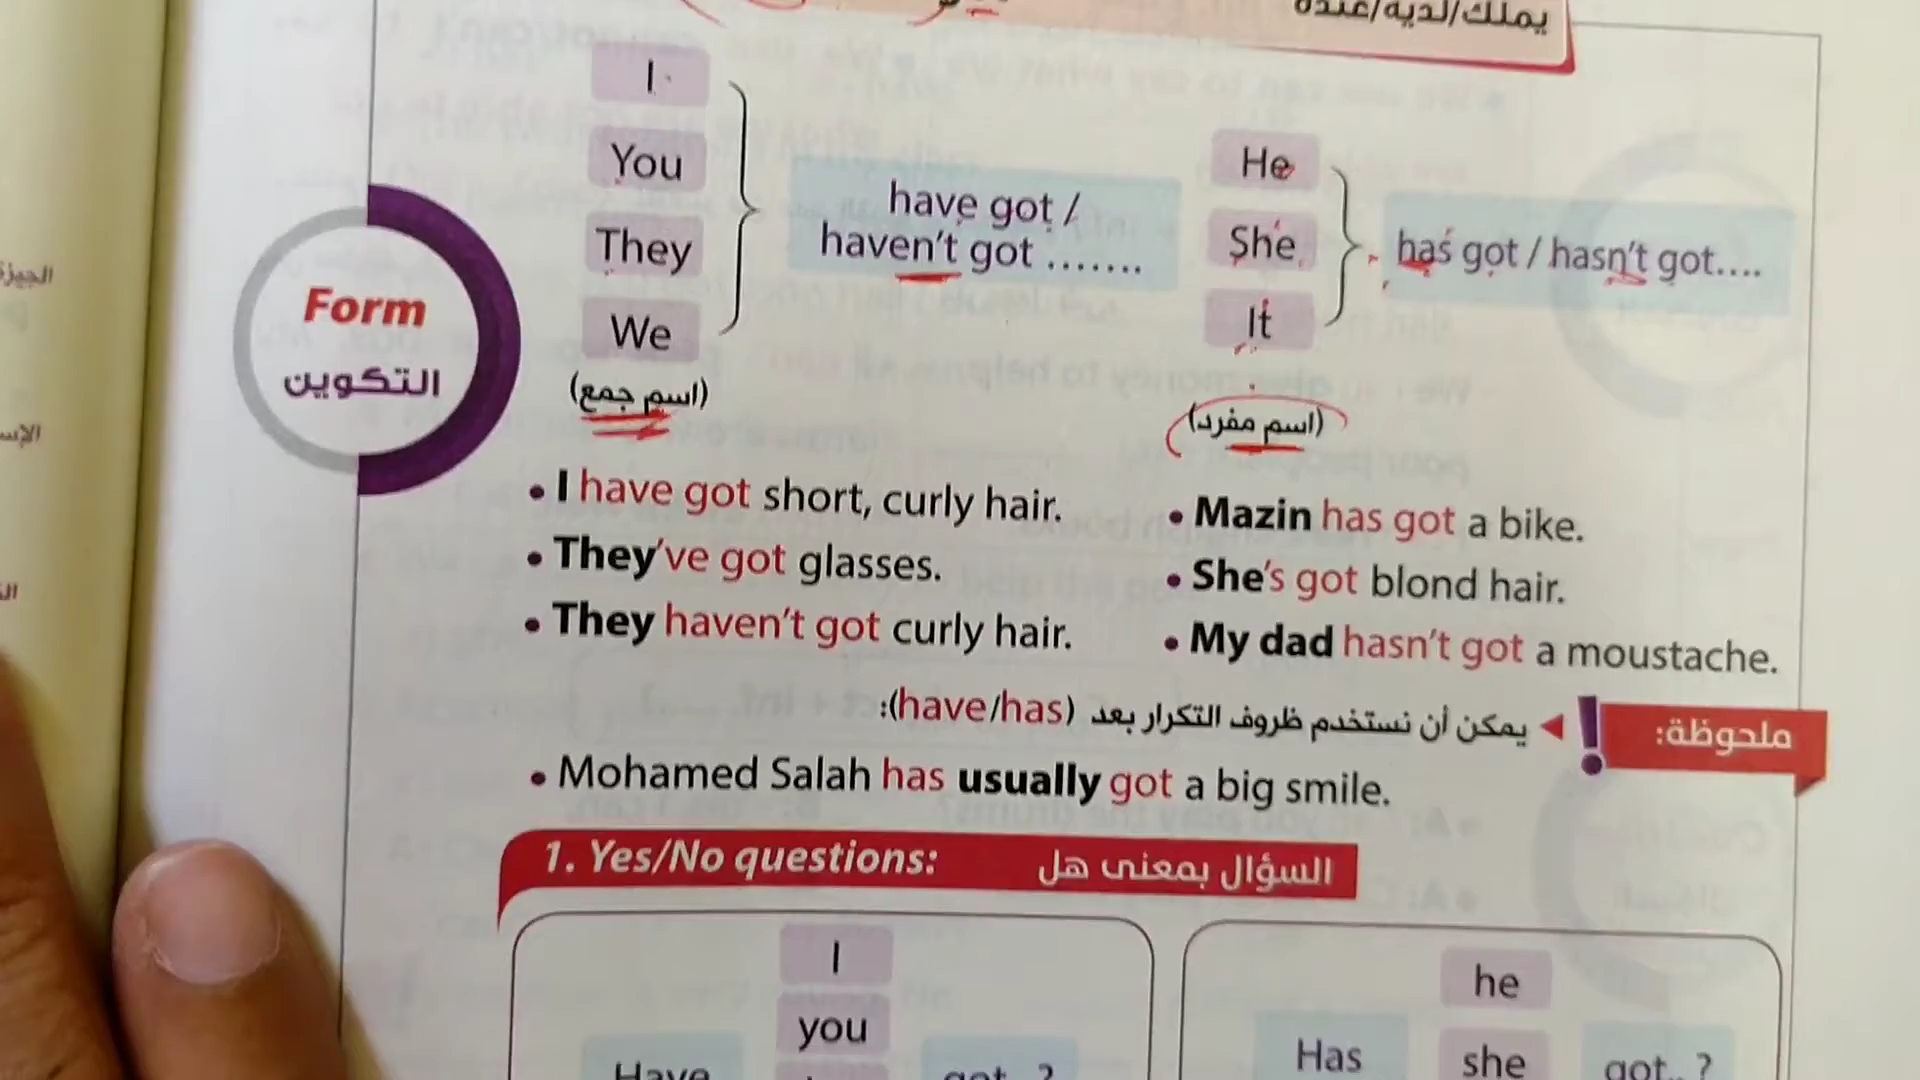 يملك/لديه/عنده
I
You
They
We
(اسم جمع)
have got /
haven't got .......
He
She
It
(اسم مفرد)
has got / hasn't got....
Form
التكوين
• I have got short, curly hair.
• They've got glasses.
• They haven't got curly hair.
• Mazin has got a bike.
• She's got blond hair.
• My dad hasn't got a moustache.
ملحوظة: ! ◄ يمكن أن نستخدم ظروف التكرار بعد (have/has):
• Mohamed Salah has usually got a big smile.
1. Yes/No questions: السؤال بمعنى هل
I
you
Have
got...?
he
she
Has
got...?
الجيزة